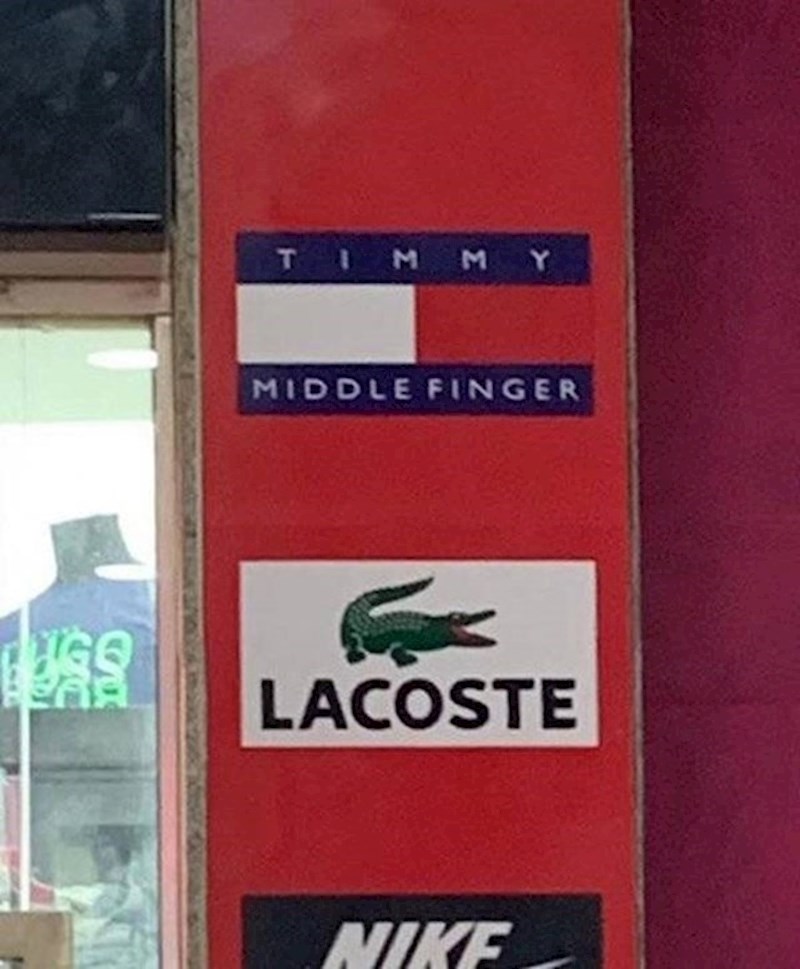 TIMMY
MIDDLE FINGER
LACOSTE
NIKE